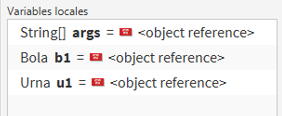 Variables locales
String[] args = <object reference>
Bola b1 = <object reference>
Urna u1 = <object reference>